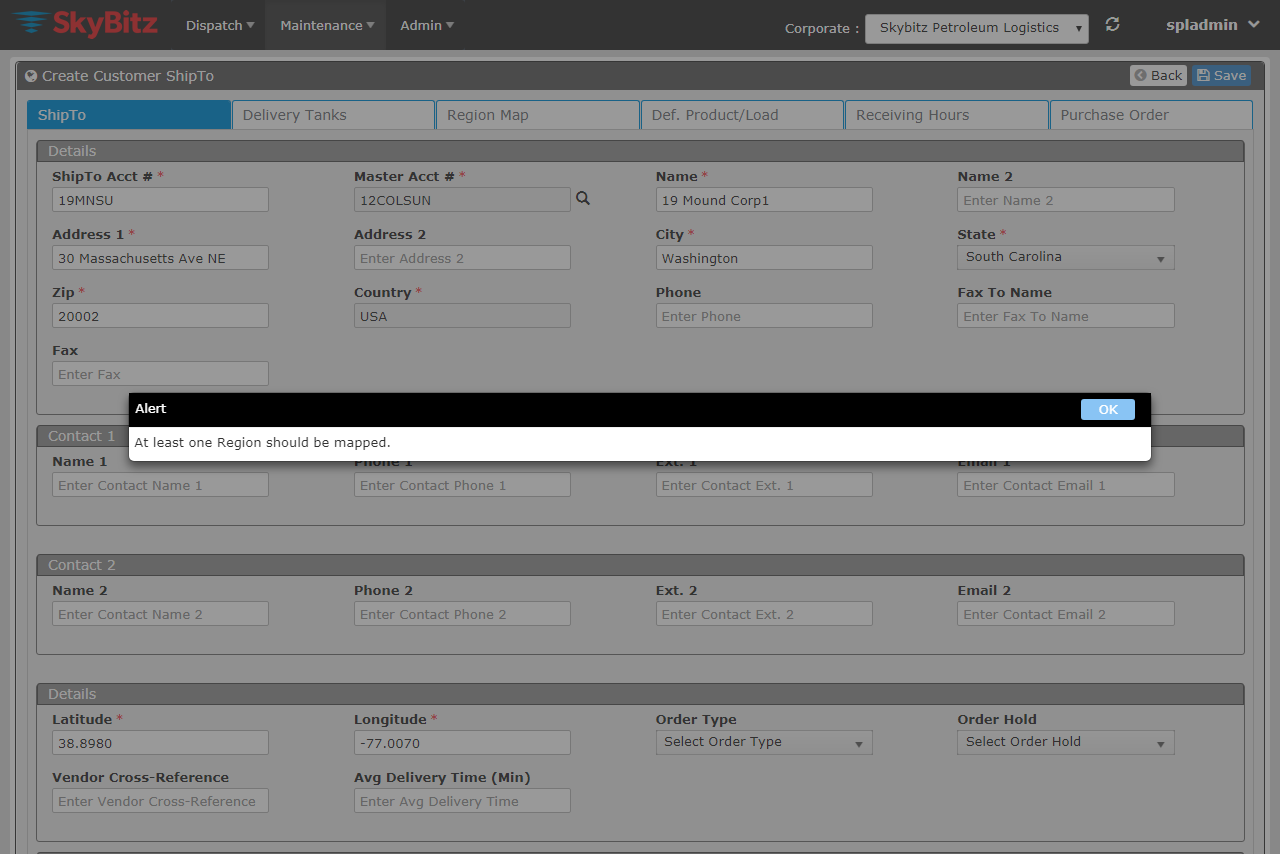 SkyBitz Dispatch Maintenance Admin Corporate : Skybitz Petroleum Logistics spladmin
Create Customer ShipTo Back Save
ShipTo Delivery Tanks Region Map Def. Product/Load Receiving Hours Purchase Order
Details
ShipTo Acct # * Master Acct # * Name * Name 2
19MNSU 12COLSUN 19 Mound Corp1 Enter Name 2
Address 1 * Address 2 City * State *
30 Massachusetts Ave NE Enter Address 2 Washington South Carolina
Zip * Country * Phone Fax To Name
20002 USA Enter Phone Enter Fax To Name
Fax
Enter Fax
Alert OK
At least one Region should be mapped.
Contact 1
Name 1 Phone 1 Ext. 1 Email 1
Enter Contact Name 1 Enter Contact Phone 1 Enter Contact Ext. 1 Enter Contact Email 1
Contact 2
Name 2 Phone 2 Ext. 2 Email 2
Enter Contact Name 2 Enter Contact Phone 2 Enter Contact Ext. 2 Enter Contact Email 2
Details
Latitude * Longitude * Order Type Order Hold
38.8980 -77.0070 Select Order Type Select Order Hold
Vendor Cross-Reference Avg Delivery Time (Min)
Enter Vendor Cross-Reference Enter Avg Delivery Time